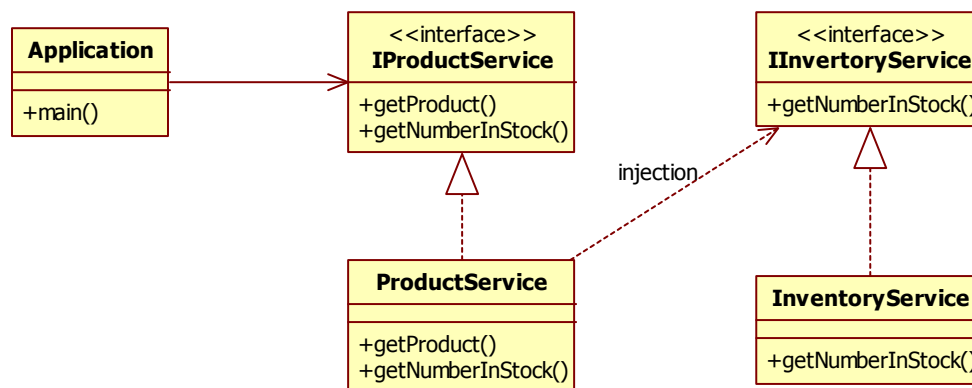 Application
+main()
<<interface>>
IProductService
+getProduct()
+getNumberInStock()
<<interface>>
IInvertoryService
+getNumberInStock()
injection
ProductService
+getProduct()
+getNumberInStock()
InventoryService
+getNumberInStock()